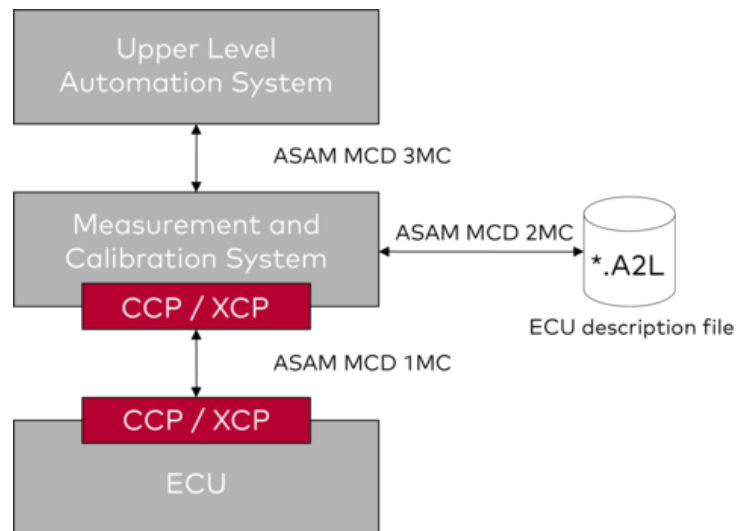 Upper Level
Automation System
ASAM MCD 3MC
Measurement and
Calibration System
ASAM MCD 2MC
*.A2L
ECU description file
CCP / XCP
ASAM MCD 1MC
CCP / XCP
ECU